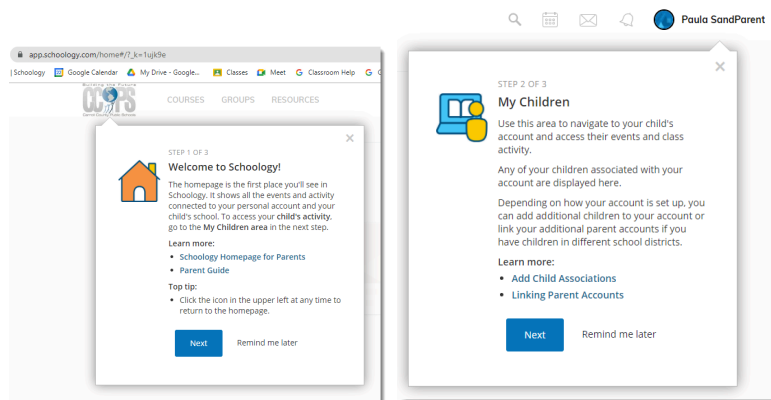 Paula SandParent
app.schoology.com/home#/?_k=1ujk9e
Schoology Google Calendar My Drive - Google... Classes Meet Classroom Help
CCPS
COURSES GROUPS RESOURCES
STEP 1 OF 3
Welcome to Schoology!
The homepage is the first place you'll see in
Schoology. It shows all the events and activity
connected to your personal account and your
child's school. To access your child's activity,
go to the My Children area in the next step.
Learn more:
• Schoology Homepage for Parents
• Parent Guide
Top tip:
• Click the icon in the upper left at any time to
return to the homepage.
Next Remind me later
STEP 2 OF 3
My Children
Use this area to navigate to your child's
account and access their events and class
activity.
Any of your children associated with your
account are displayed here.
Depending on how your account is set up, you
can add additional children to your account or
link your additional parent accounts if you
have children in different school districts.
Learn more:
• Add Child Associations
• Linking Parent Accounts
Next Remind me later